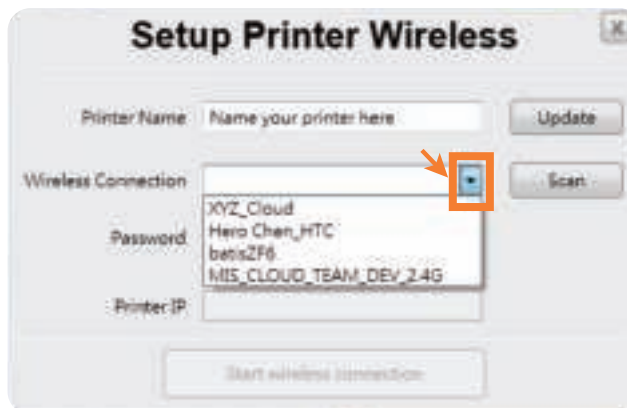 Setup Printer Wireless
x
Printer Name Name your printer here Update
Wireless Connection Scan
XYZ_Cloud
Hero Chen_HTC
Password
batisZF6
MIS_CLOUD_TEAM_DEV_2.4G
Printer IP
Start wireless connection